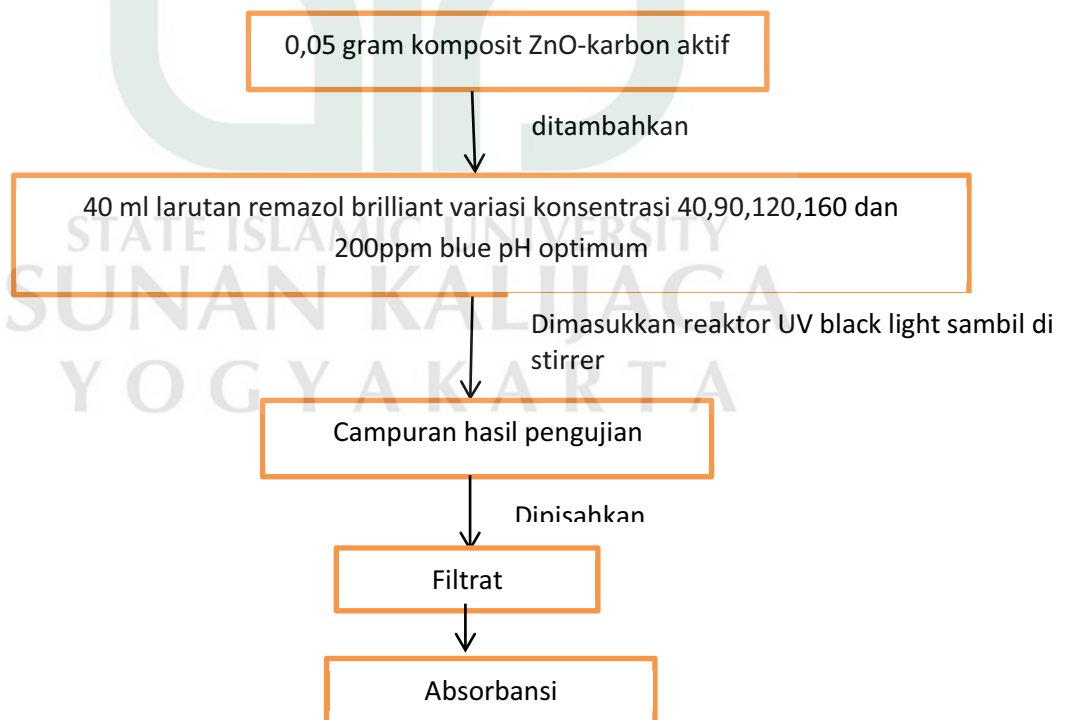 0,05 gram komposit ZnO-karbon aktif
ditambahkan
40 ml larutan remazol brilliant variasi konsentrasi 40,90,120,160 dan
200ppm blue pH optimum
STATE ISLAMIC UNIVERSITY
SUNAN KALIJAGA
YOGYAKARTA
Dimasukkan reaktor UV black light sambil di
stirrer
Campuran hasil pengujian
Dipisahkan
Filtrat
Absorbansi